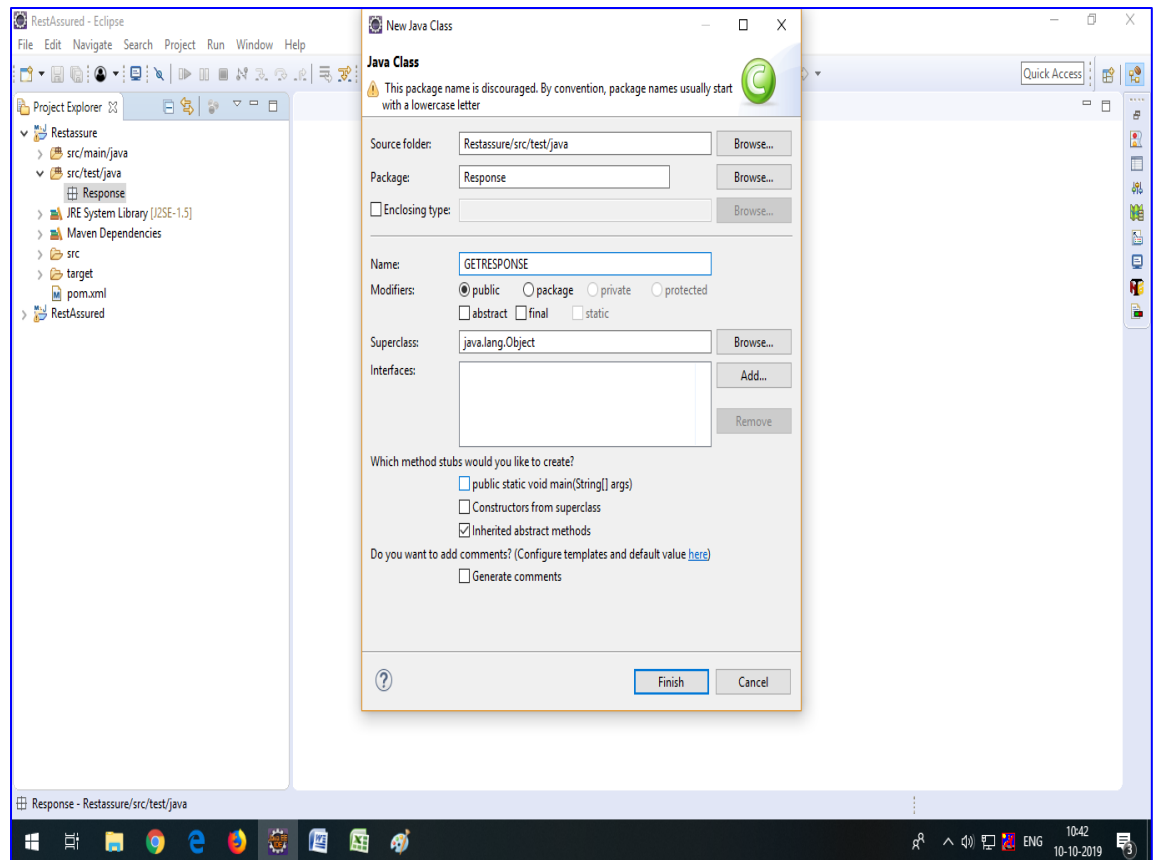 RestAssured - Eclipse
File Edit Navigate Search Project Run Window Help
Quick Access
Project Explorer
Restassure
src/main/java
src/test/java
Response
JRE System Library [J2SE-1.5]
Maven Dependencies
src
target
pom.xml
RestAssured
New Java Class
Java Class
This package name is discouraged. By convention, package names usually start
with a lowercase letter
Source folder: Restassure/src/test/java Browse...
Package: Response Browse...
Enclosing type: Browse...
Name: GETRESPONSE
Modifiers: public package private protected
abstract final static
Superclass: java.lang.Object Browse...
Interfaces: Add...
Remove
Which method stubs would you like to create?
public static void main(String[] args)
Constructors from superclass
Inherited abstract methods
Do you want to add comments? (Configure templates and default value here)
Generate comments
Finish Cancel
Response - Restassure/src/test/java
ENG
10:42
10-10-2019
3